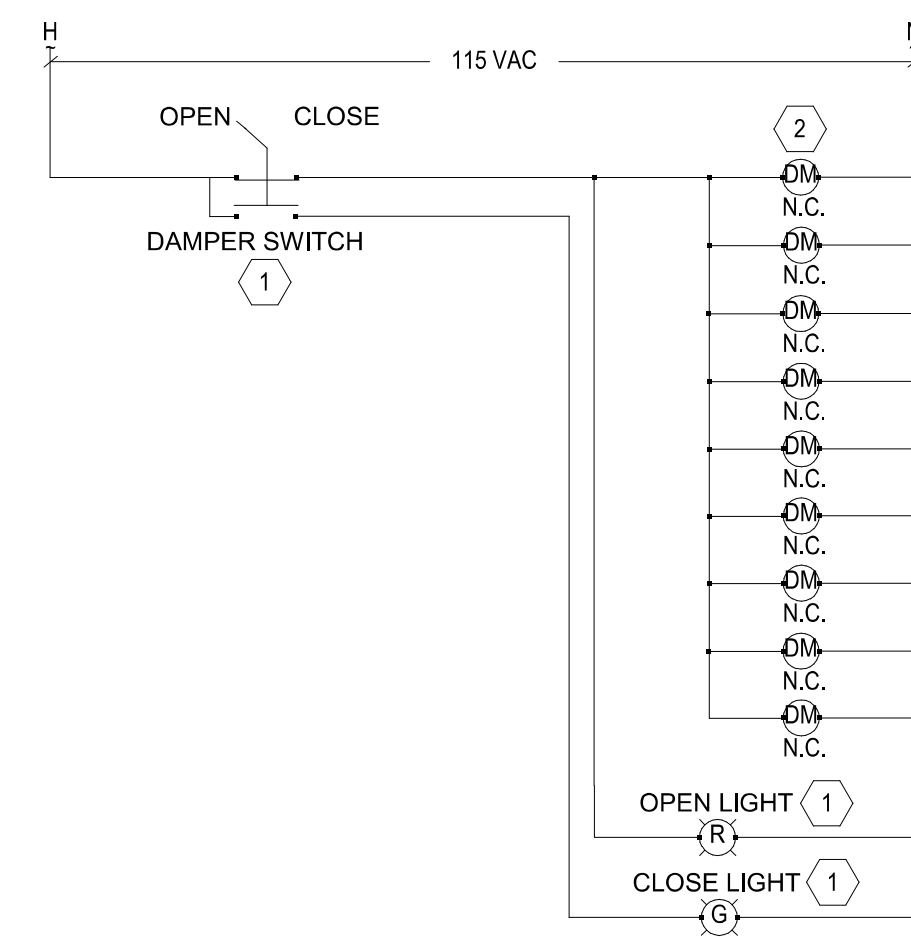 H
115 VAC
OPEN CLOSE
2
DM
N.C.
DAMPER SWITCH
1
DM
N.C.
DM
N.C.
DM
N.C.
DM
N.C.
DM
N.C.
DM
N.C.
DM
N.C.
DM
N.C.
OPEN LIGHT 1
R
CLOSE LIGHT 1
G